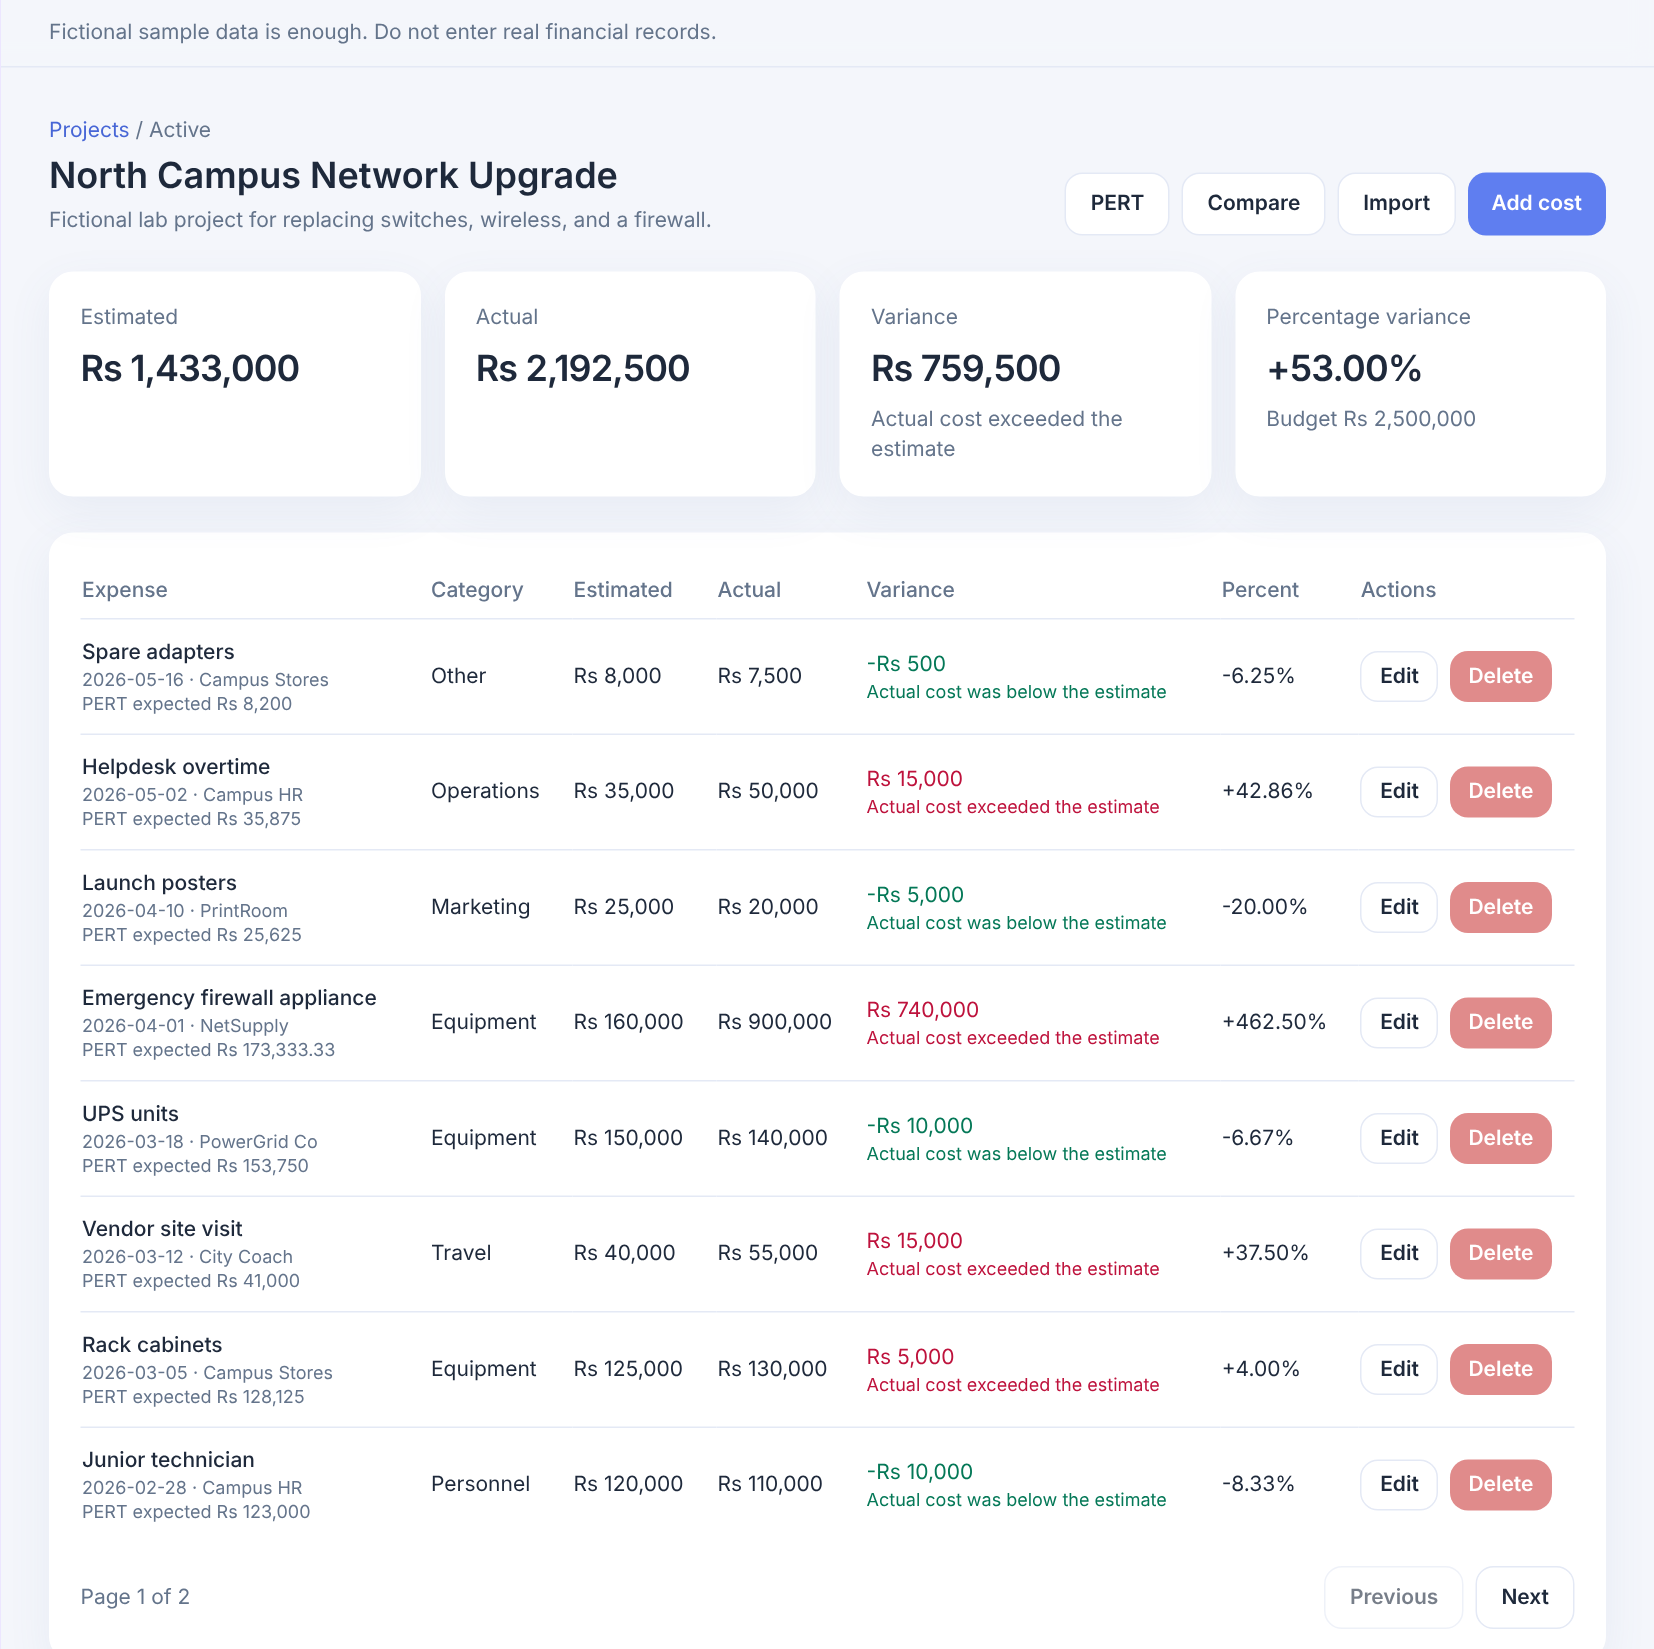 Fictional sample data is enough. Do not enter real financial records.
Projects / Active
North Campus Network Upgrade
Fictional lab project for replacing switches, wireless, and a firewall.
PERT
Compare
Import
Add cost
Estimated
Rs 1,433,000
Actual
Rs 2,192,500
Variance
Rs 759,500
Actual cost exceeded the
estimate
Percentage variance
+53.00%
Budget Rs 2,500,000
Expense Category Estimated Actual Variance Percent Actions
Spare adapters
2026-05-16 · Campus Stores
PERT expected Rs 8,200
Other
Rs 8,000
Rs 7,500
-Rs 500
Actual cost was below the estimate
-6.25%
Edit
Delete
Helpdesk overtime
2026-05-02 · Campus HR
PERT expected Rs 35,875
Operations
Rs 35,000
Rs 50,000
Rs 15,000
Actual cost exceeded the estimate
+42.86%
Edit
Delete
Launch posters
2026-04-10 · PrintRoom
PERT expected Rs 25,625
Marketing
Rs 25,000
Rs 20,000
-Rs 5,000
Actual cost was below the estimate
-20.00%
Edit
Delete
Emergency firewall appliance
2026-04-01 · NetSupply
PERT expected Rs 173,333.33
Equipment
Rs 160,000
Rs 900,000
Rs 740,000
Actual cost exceeded the estimate
+462.50%
Edit
Delete
UPS units
2026-03-18 · PowerGrid Co
PERT expected Rs 153,750
Equipment
Rs 150,000
Rs 140,000
-Rs 10,000
Actual cost was below the estimate
-6.67%
Edit
Delete
Vendor site visit
2026-03-12 · City Coach
PERT expected Rs 41,000
Travel
Rs 40,000
Rs 55,000
Rs 15,000
Actual cost exceeded the estimate
+37.50%
Edit
Delete
Rack cabinets
2026-03-05 · Campus Stores
PERT expected Rs 128,125
Equipment
Rs 125,000
Rs 130,000
Rs 5,000
Actual cost exceeded the estimate
+4.00%
Edit
Delete
Junior technician
2026-02-28 · Campus HR
PERT expected Rs 123,000
Personnel
Rs 120,000
Rs 110,000
-Rs 10,000
Actual cost was below the estimate
-8.33%
Edit
Delete
Page 1 of 2
Previous
Next